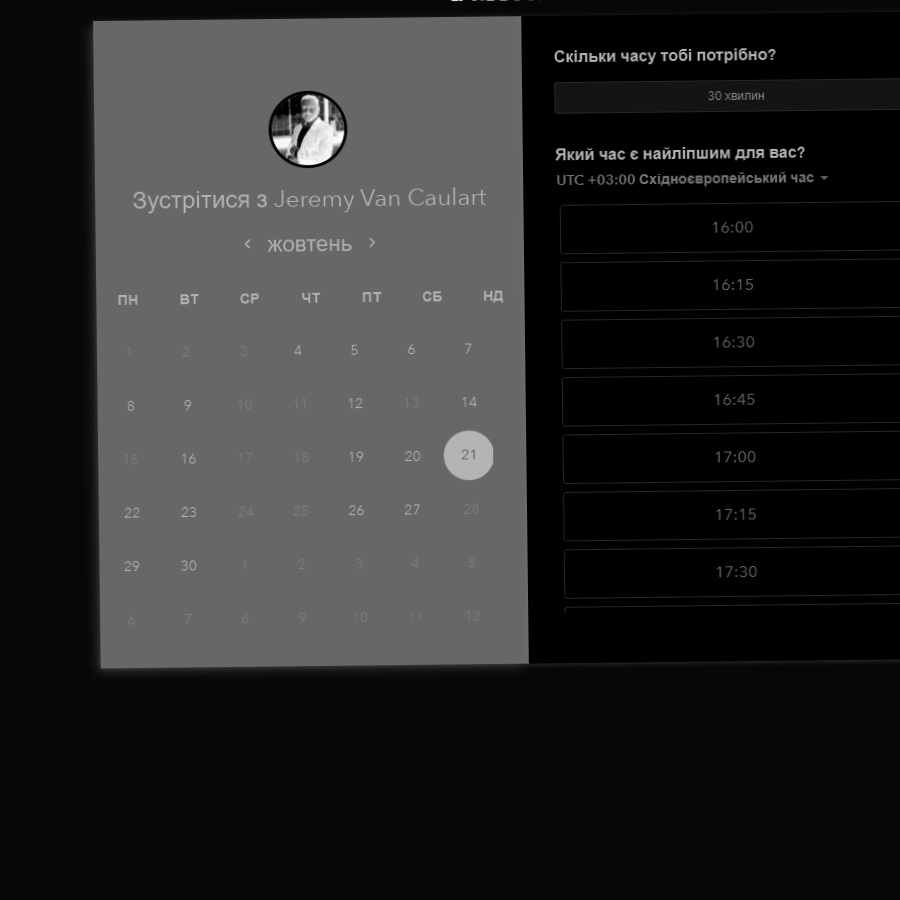 Зустрітися з Jeremy Van Caulart
жовтень
ПН ВТ СР ЧТ ПТ СБ НД
1 2 3 4 5 6 7
8 9 10 11 12 13 14
15 16 17 18 19 20 21
22 23 24 25 26 27 28
29 30 1 2 3 4 5
6 7 8 9 10 11 12
Скільки часу тобі потрібно?
30 хвилин
Який час є найліпшим для вас?
UTC +03:00 Східноєвропейський час
16:00
16:15
16:30
16:45
17:00
17:15
17:30